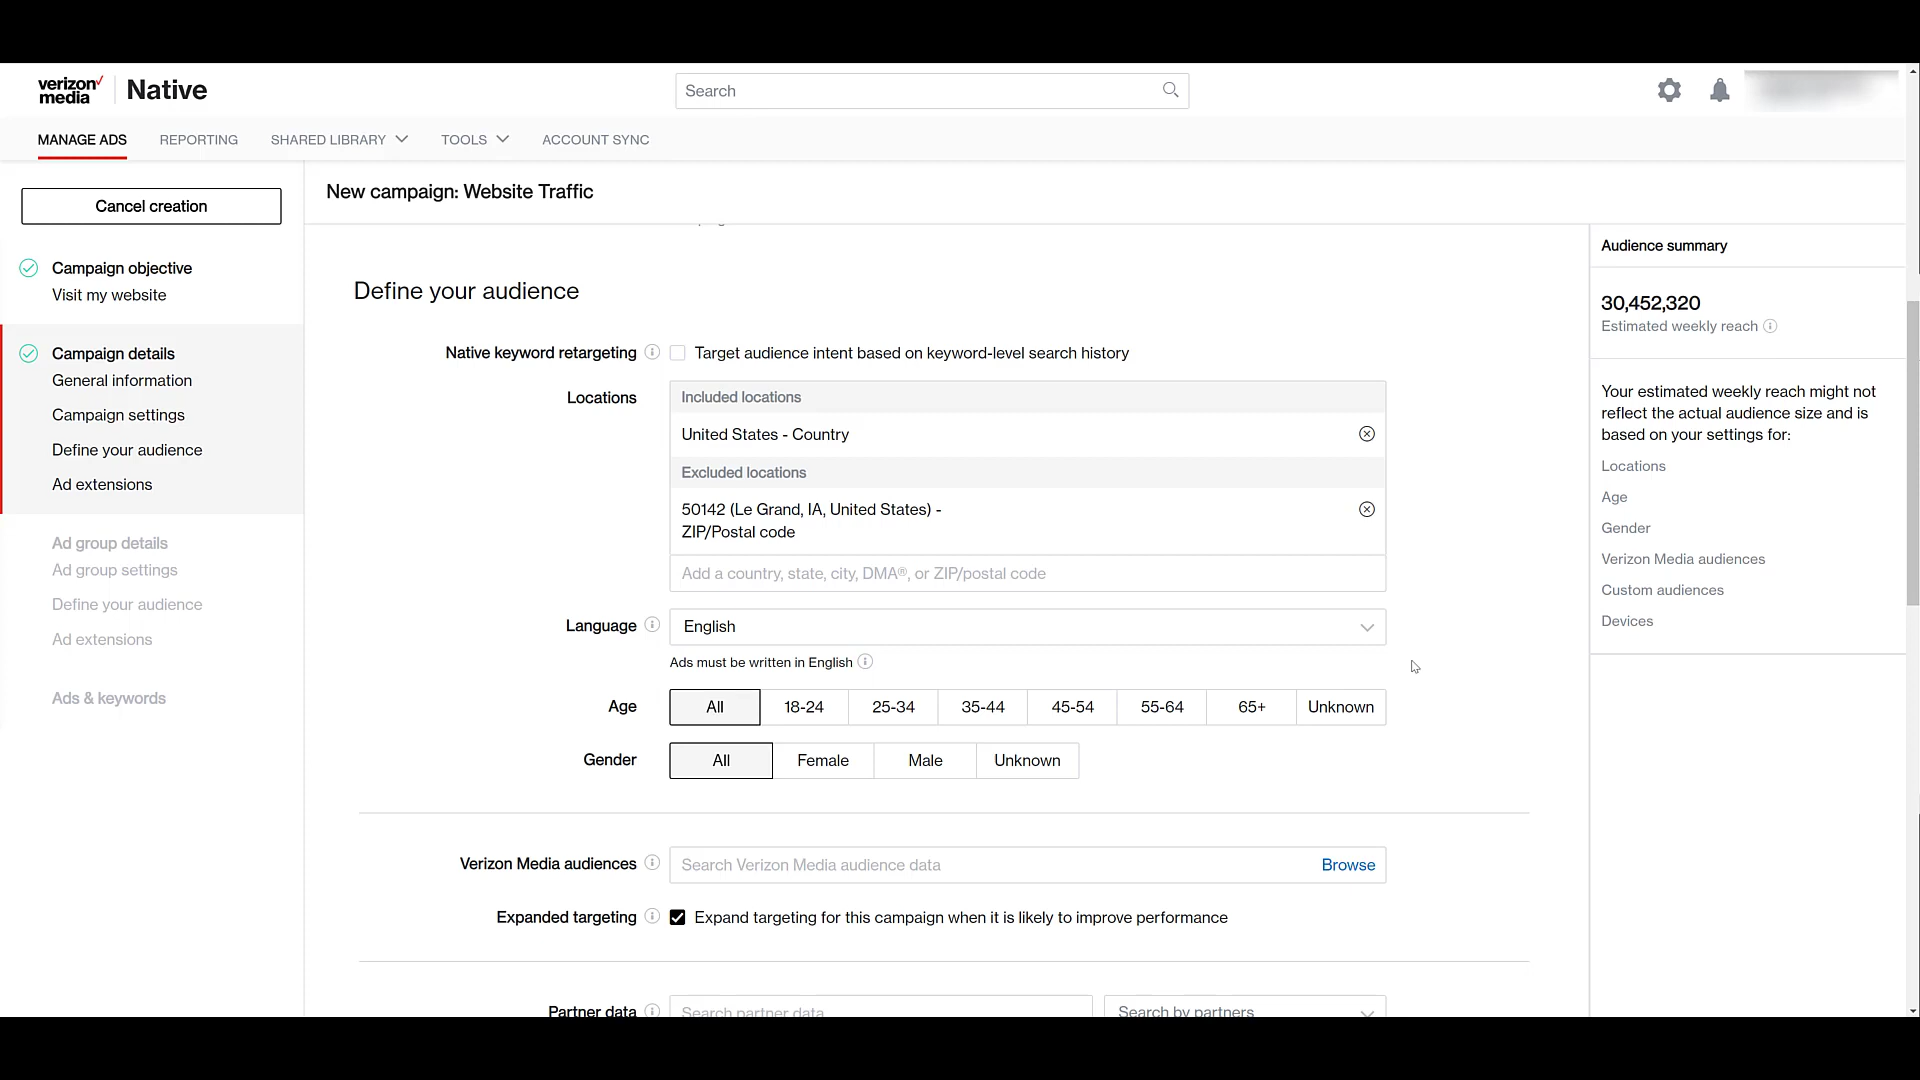 verizon media
Native
Search
MANAGE ADS
REPORTING
SHARED LIBRARY
TOOLS
ACCOUNT SYNC
Cancel creation
Campaign objective
Visit my website
Campaign details
General information
Campaign settings
Define your audience
Ad extensions
Ad group details
Ad group settings
Define your audience
Ad extensions
Ads & keywords
New campaign: Website Traffic
Define your audience
Native keyword retargeting
Target audience intent based on keyword-level search history
Locations
Included locations
United States - Country
Excluded locations
50142 (Le Grand, IA, United States) -
ZIP/Postal code
Add a country, state, city, DMA®, or ZIP/postal code
Language
English
Ads must be written in English
Age
All
18-24
25-34
35-44
45-54
55-64
65+
Unknown
Gender
All
Female
Male
Unknown
Verizon Media audiences
Search Verizon Media audience data
Browse
Expanded targeting
Expand targeting for this campaign when it is likely to improve performance
Partner data
Search partner data
Search by partners
Audience summary
30,452,320
Estimated weekly reach
Your estimated weekly reach might not
reflect the actual audience size and is
based on your settings for:
Locations
Age
Gender
Verizon Media audiences
Custom audiences
Devices